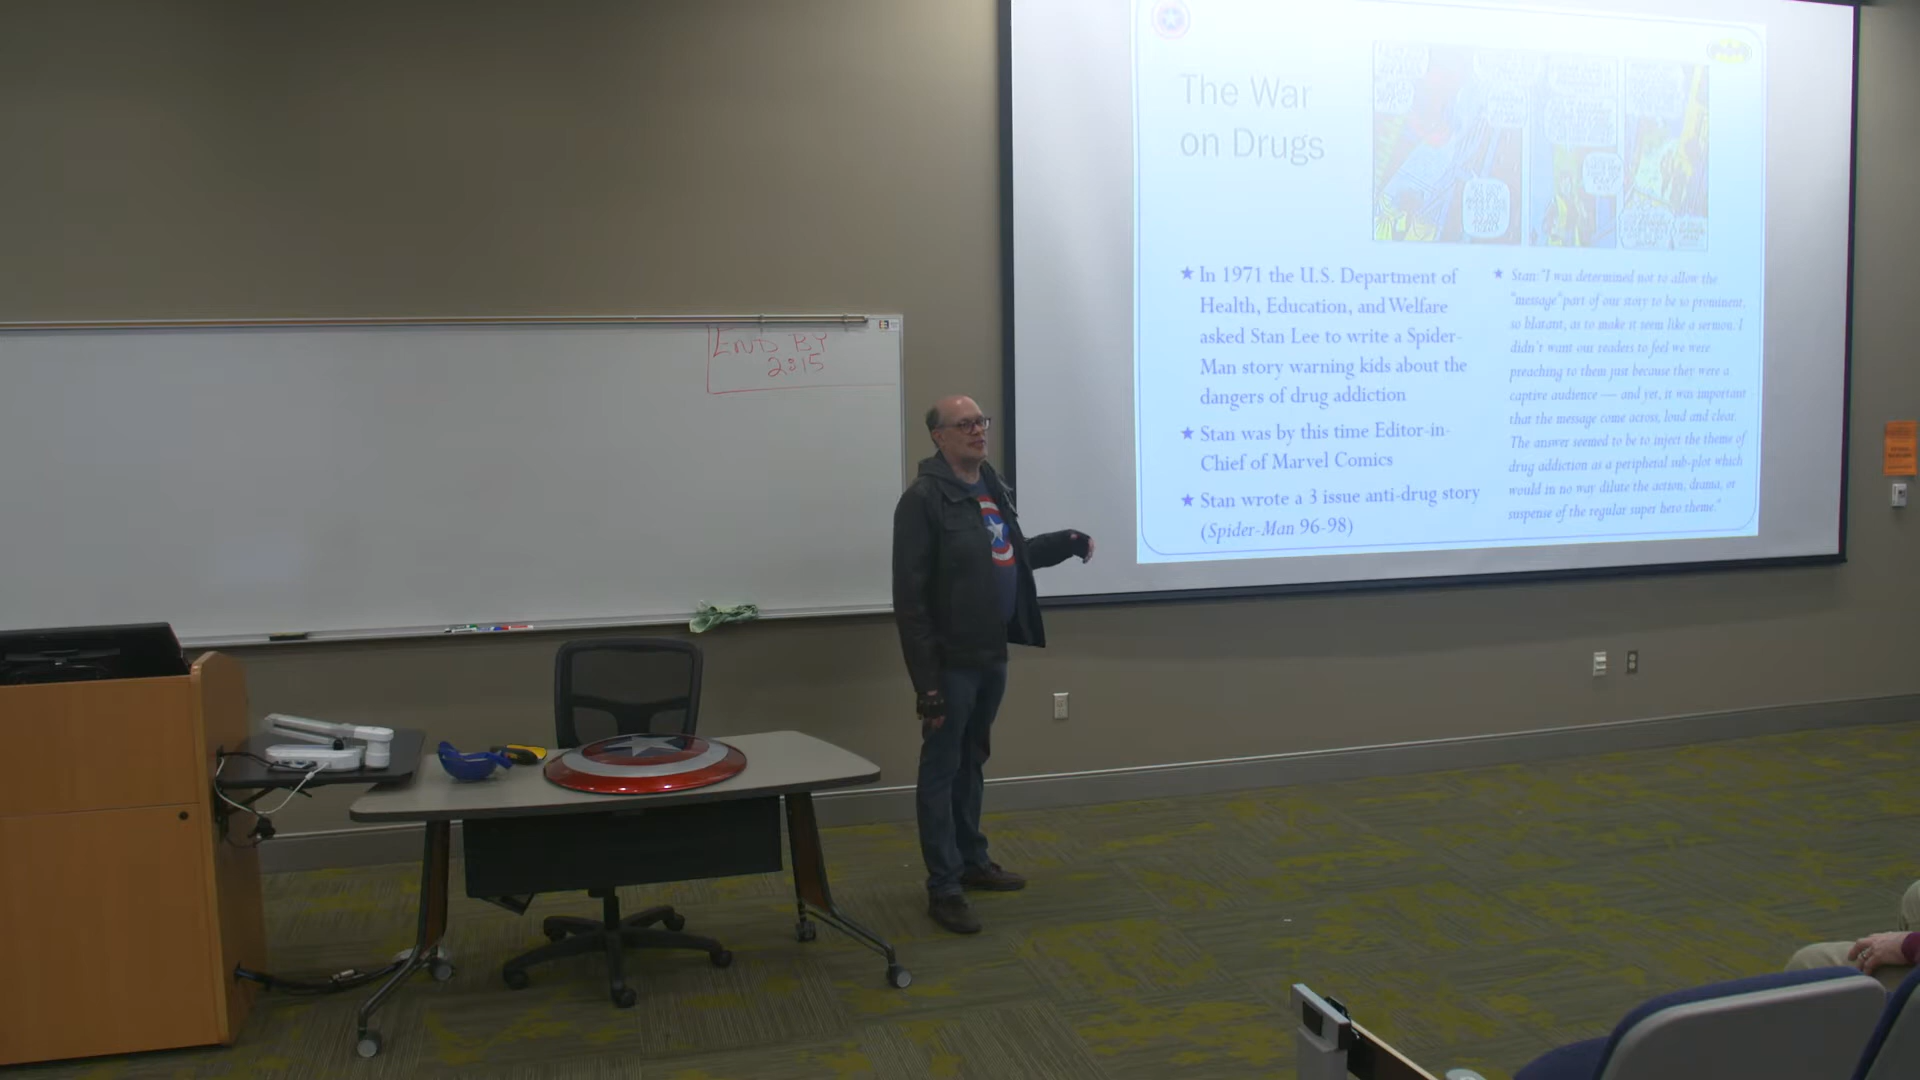 END BY
2:15
The War
on Drugs
★ In 1971 the U.S. Department of
Health, Education, and Welfare
asked Stan Lee to write a Spider-
Man story warning kids about the
dangers of drug addiction
★ Stan was by this time Editor-in-
Chief of Marvel Comics
★ Stan wrote a 3 issue anti-drug story
(Spider-Man 96-98)
★ Stan: "I was determined not to allow the
"message" part of our story to be so prominent,
so blatant, as to make it seem like a sermon. I
didn't want our readers to feel we were
preaching to them just because they were a
captive audience — and yet, it was important
that the message come across, loud and clear.
The answer seemed to be to inject the theme of
drug addiction as a peripheral sub-plot which
would in no way dilute the action, drama, or
suspense of the regular super hero theme."